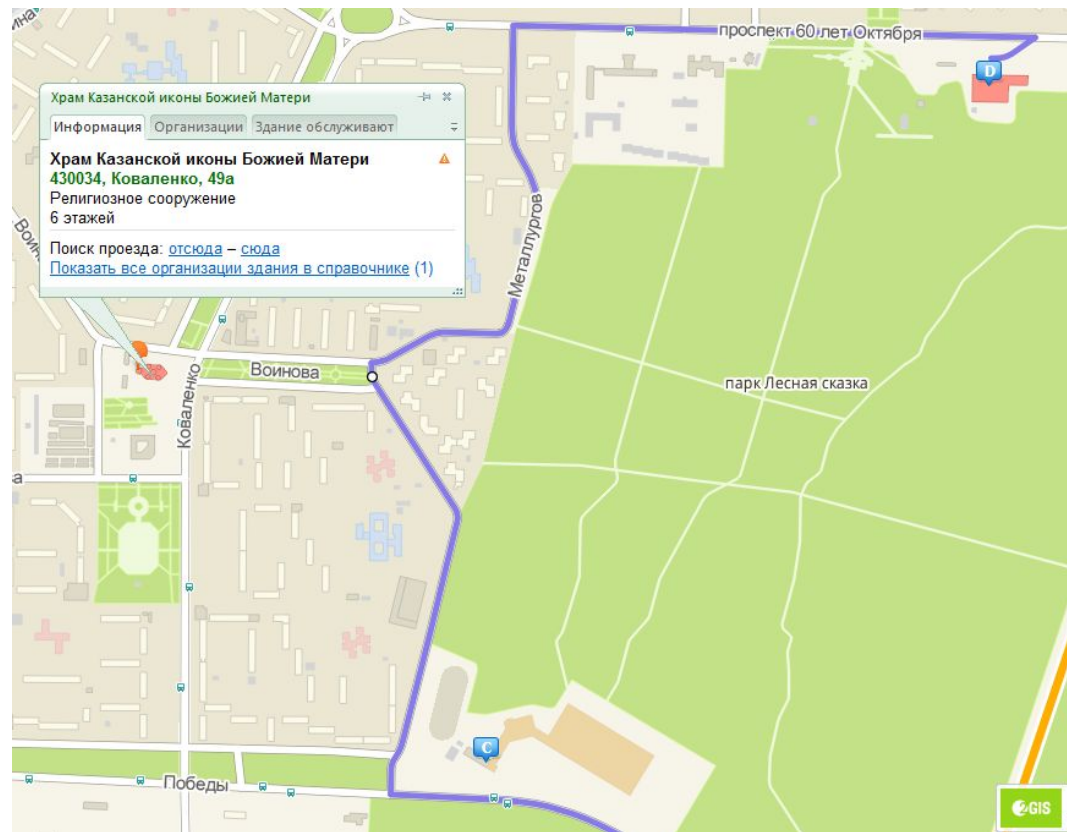 ина
проспект 60 лет Октября
D
Храм Казанской иконы Божией Матери
Информация Организации Здание обслуживают
Храм Казанской иконы Божией Матери
430034, Коваленко, 49а
Религиозное сооружение
6 этажей
Поиск проезда: отсюда – сюда
Показать все организации здания в справочнике (1)
Металлургов
Воинова
Коваленко
парк Лесная сказка
а
C
Победы
2GIS